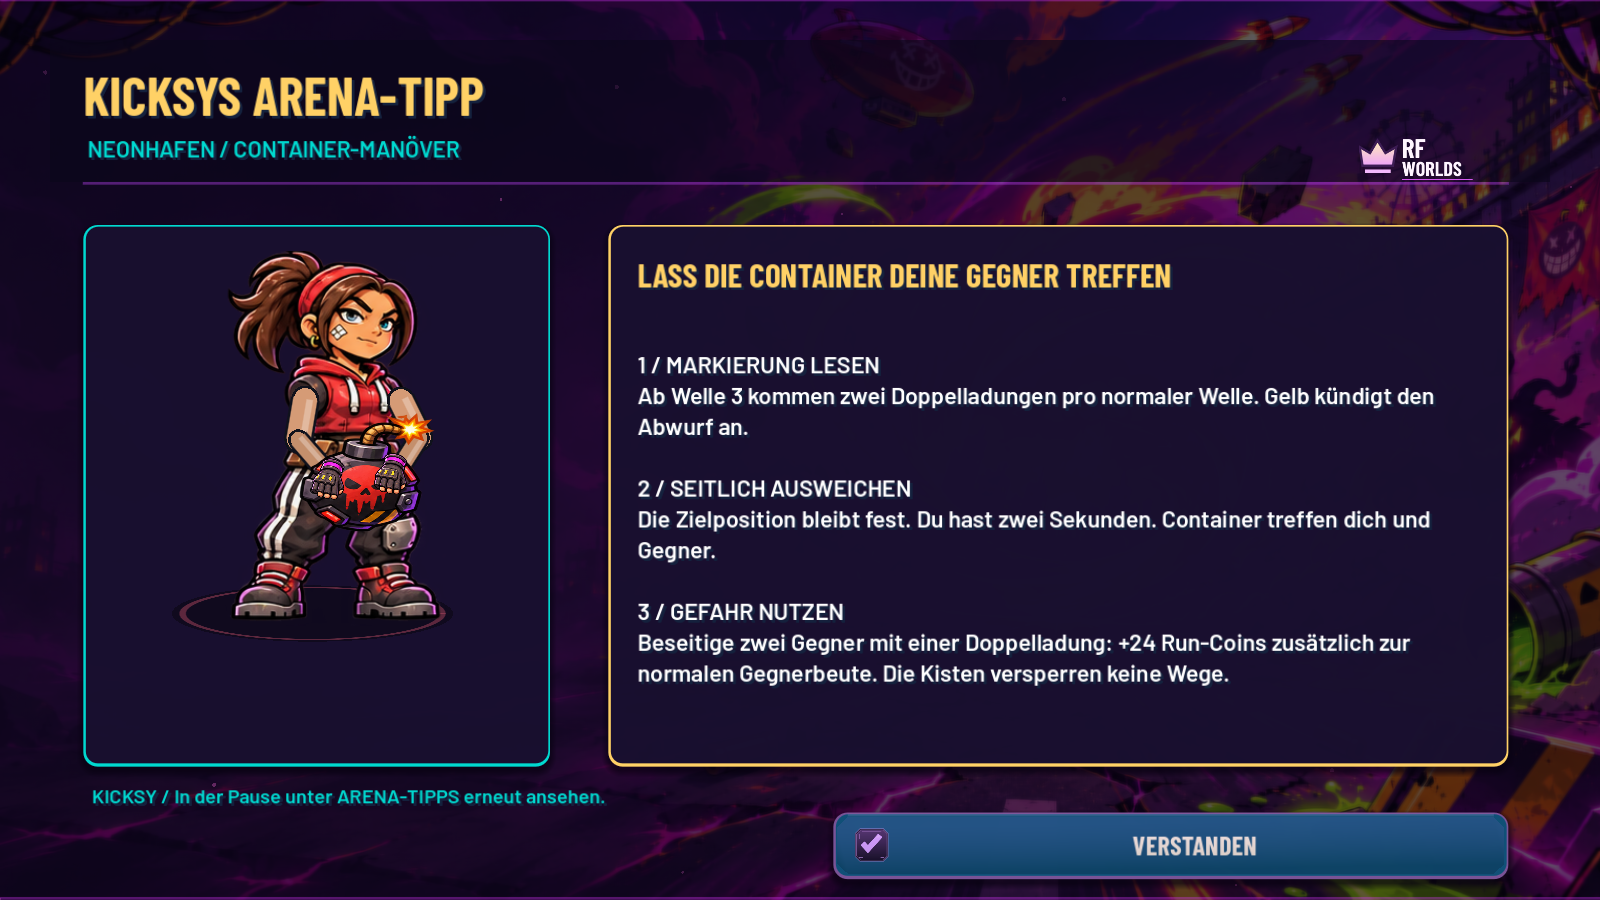 KICKSYS ARENA-TIPP
NEONHAFEN / CONTAINER-MANÖVER
RF
WORLDS
LASS DIE CONTAINER DEINE GEGNER TREFFEN
1 / MARKIERUNG LESEN
Ab Welle 3 kommen zwei Doppelladungen pro normaler Welle. Gelb kündigt den
Abwurf an.
2 / SEITLICH AUSWEICHEN
Die Zielposition bleibt fest. Du hast zwei Sekunden. Container treffen dich und
Gegner.
3 / GEFAHR NUTZEN
Beseitige zwei Gegner mit einer Doppelladung: +24 Run-Coins zusätzlich zur
normalen Gegnerbeute. Die Kisten versperren keine Wege.
KICKSY / In der Pause unter ARENA-TIPPS erneut ansehen.
VERSTANDEN